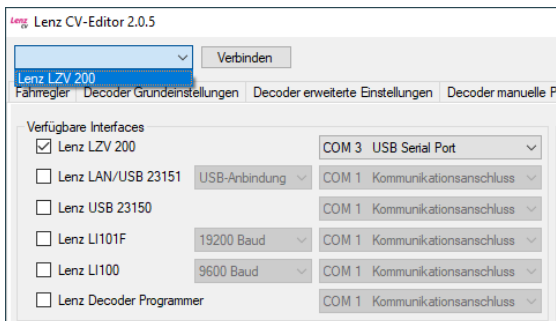 Lenz CV Lenz CV-Editor 2.0.5
Verbinden
Lenz LZV 200
Fahrregler Decoder Grundeinstellungen Decoder erweiterte Einstellungen Decoder manuelle P
Verfügbare Interfaces
Lenz LZV 200 COM 3 USB Serial Port
Lenz LAN/USB 23151 USB-Anbindung COM 1 Kommunikationsanschluss
Lenz USB 23150 COM 1 Kommunikationsanschluss
Lenz LI101F 19200 Baud COM 1 Kommunikationsanschluss
Lenz LI100 9600 Baud COM 1 Kommunikationsanschluss
Lenz Decoder Programmer COM 1 Kommunikationsanschluss